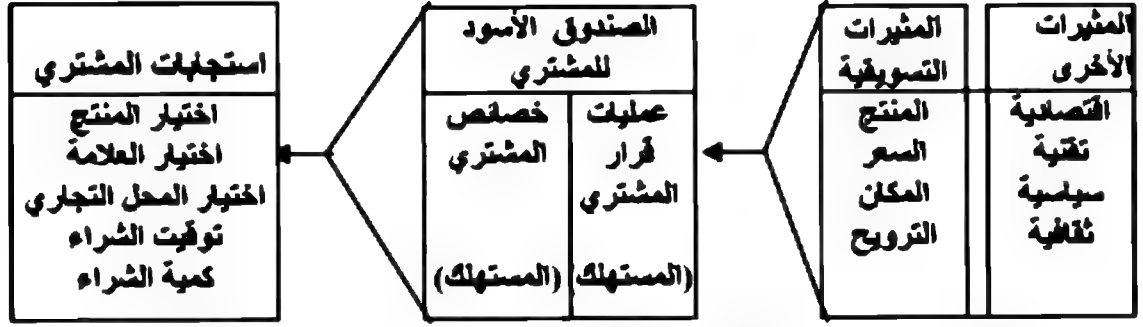 المثيرات
الأخرى
اقتصادية
تقنية
سياسية
ثقافية
المثيرات
التسويقية
المنتج
السعر
المكان
الترويح
الصندوق الأسود
للمشتري
عمليات
قرار
المشتري
(المستهلك)
خصائص
المشتري
(المستهلك)
استجابات المشتري
اختيار المنتج
اختيار العلامة
اختيار المحل التجاري
توقيت الشراء
كمية الشراء